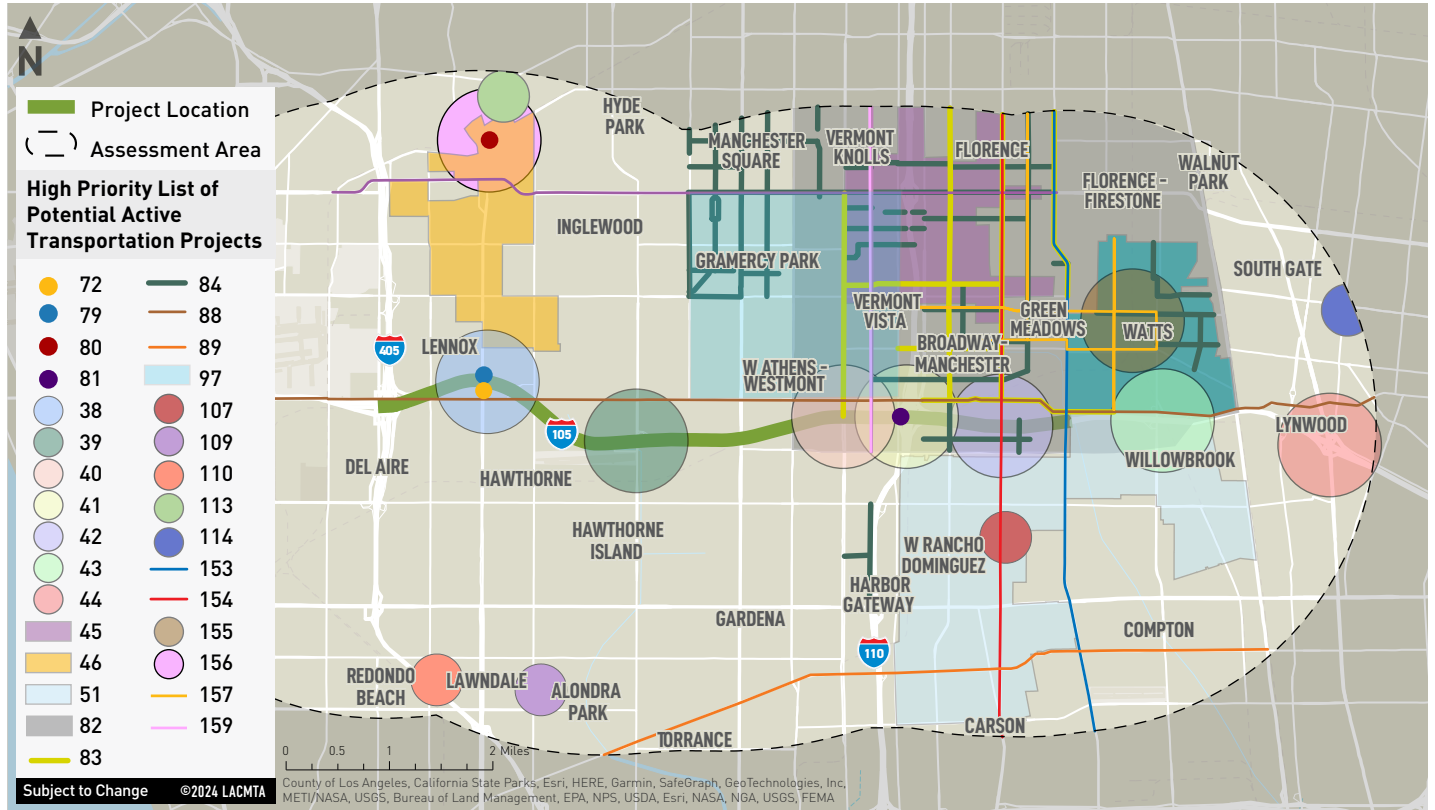 N
Project Location
Assessment Area
High Priority List of
Potential Active
Transportation Projects
72
79
80
81
38
39
40
41
42
43
44
45
46
51
82
83
84
88
89
97
107
109
110
113
114
153
154
155
156
157
159
Subject to Change ©2024 LACMTA
HYDE
PARK
MANCHESTER
SQUARE
VERMONT
KNOLLS
FLORENCE
WALNUT
PARK
FLORENCE -
FIRESTONE
INGLEWOOD
GRAMERCY PARK
SOUTH GATE
VERMONT
VISTA
GREEN
MEADOWS
WATTS
BROADWAY-
MANCHESTER
405
LENNOX
W ATHENS -
WESTMONT
105
LYNWOOD
DEL AIRE
HAWTHORNE
WILLOWBROOK
HAWTHORNE
ISLAND
W RANCHO
DOMINGUEZ
HARBOR
GATEWAY
GARDENA
COMPTON
110
REDONDO
BEACH
LAWNDALE
ALONDRA
PARK
CARSON
TORRANCE
0 0.5 1 2 Miles
County of Los Angeles, California State Parks, Esri, HERE, Garmin, SafeGraph, GeoTechnologies, Inc,
METI/NASA, USGS, Bureau of Land Management, EPA, NPS, USDA, Esri, NASA, NGA, USGS, FEMA